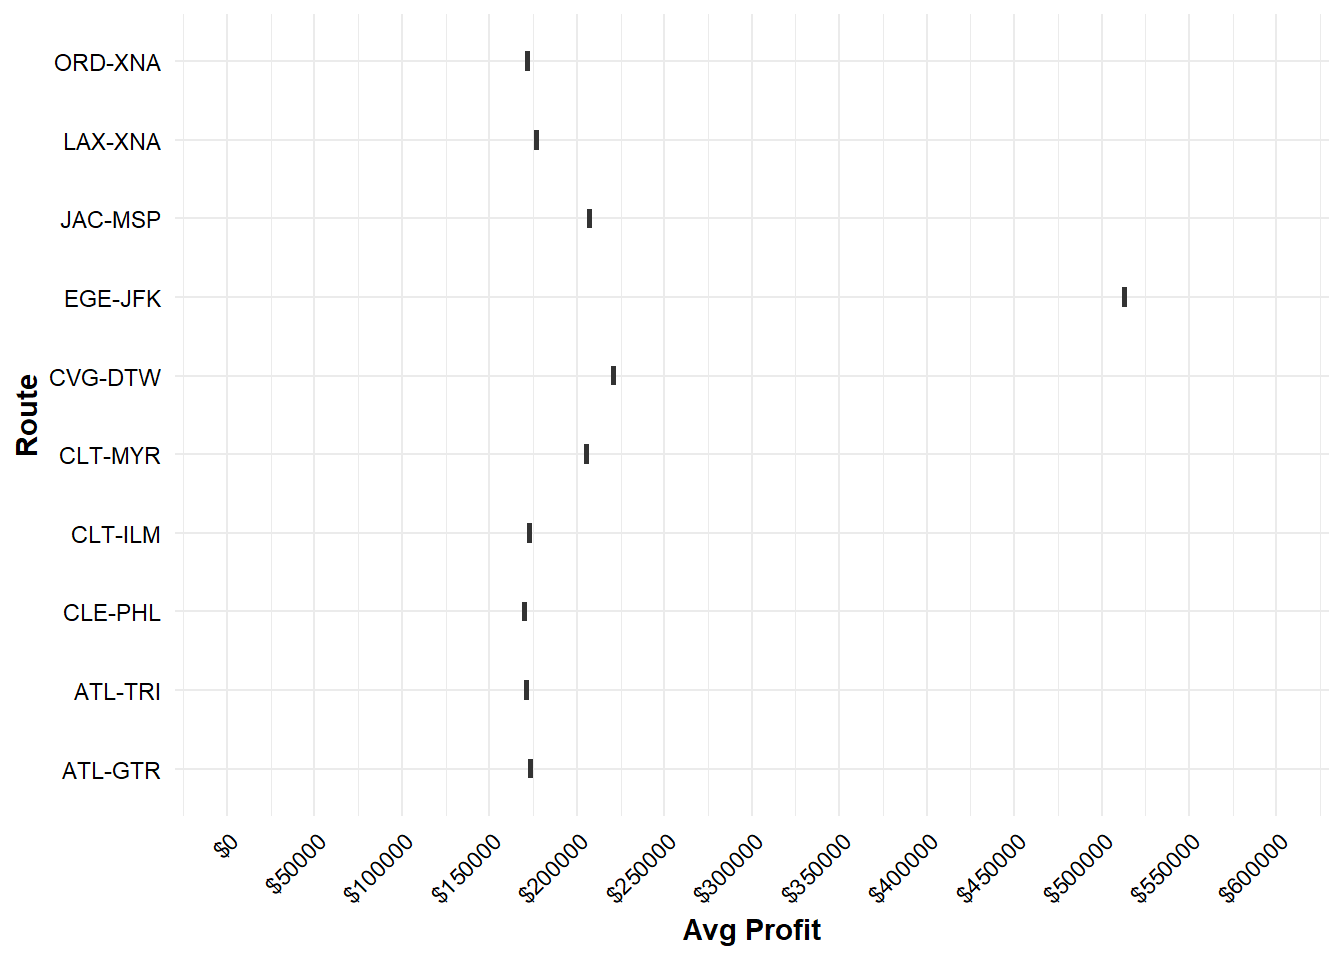 ORD-XNA
LAX-XNA
JAC-MSP
EGE-JFK
CVG-DTW
CLT-MYR
CLT-ILM
CLE-PHL
ATL-TRI
ATL-GTR
Route
$0
$50000
$100000
$150000
$200000
$250000
$300000
$350000
$400000
$450000
$500000
$550000
$600000
Avg Profit